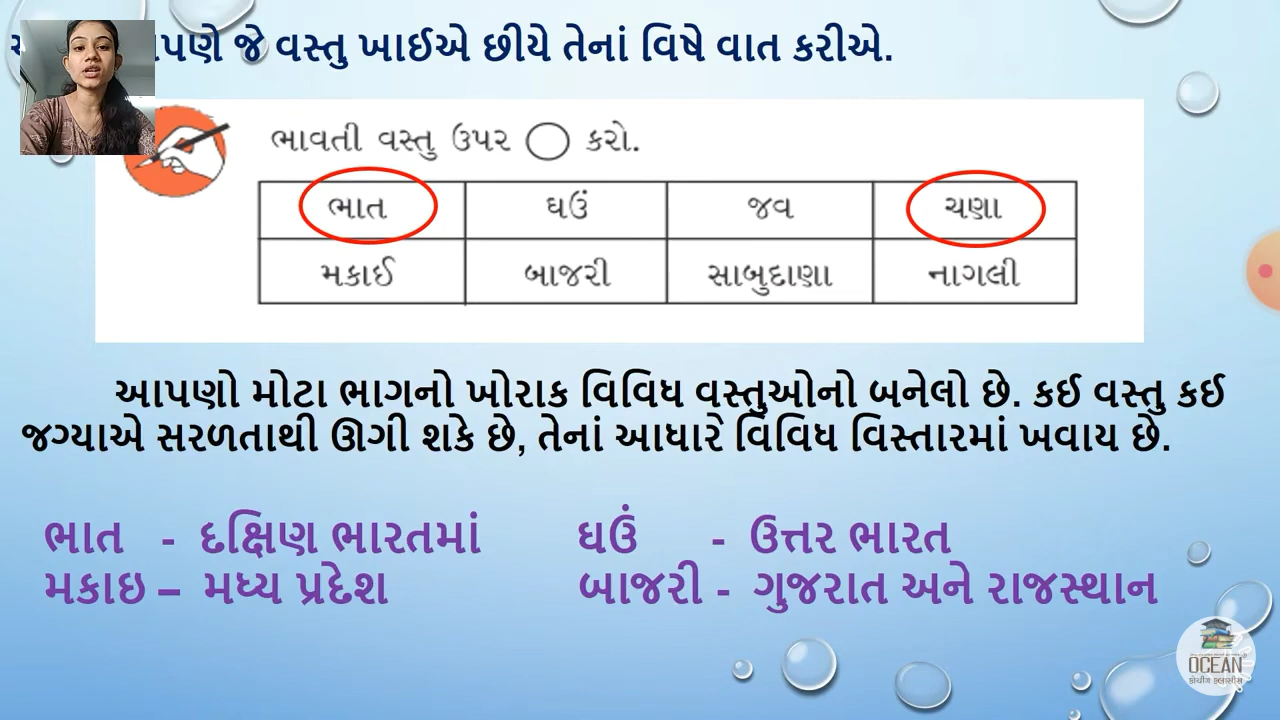 જે વસ્તુ ખાઈએ છીયે તેનાં વિષે વાત કરીએ.
ભાવતી વસ્તુ ઉપર ◯ કરો.
ભાત ઘઉં જવ ચણા
મકાઈ બાજરી સાબુદાણા નાગલી
આપણો મોટા ભાગનો ખોરાક વિવિધ વસ્તુઓનો બનેલો છે. કઈ વસ્તુ કઈ
જગ્યાએ સરળતાથી ઊગી શકે છે, તેનાં આધારે વિવિધ વિસ્તારમાં ખવાય છે.
ભાત - દક્ષિણ ભારતમાં ઘઉં - ઉત્તર ભારત
મકાઇ – મધ્ય પ્રદેશ બાજરી - ગુજરાત અને રાજસ્થાન
OCEAN
કોચીંગ ક્લાસીસ